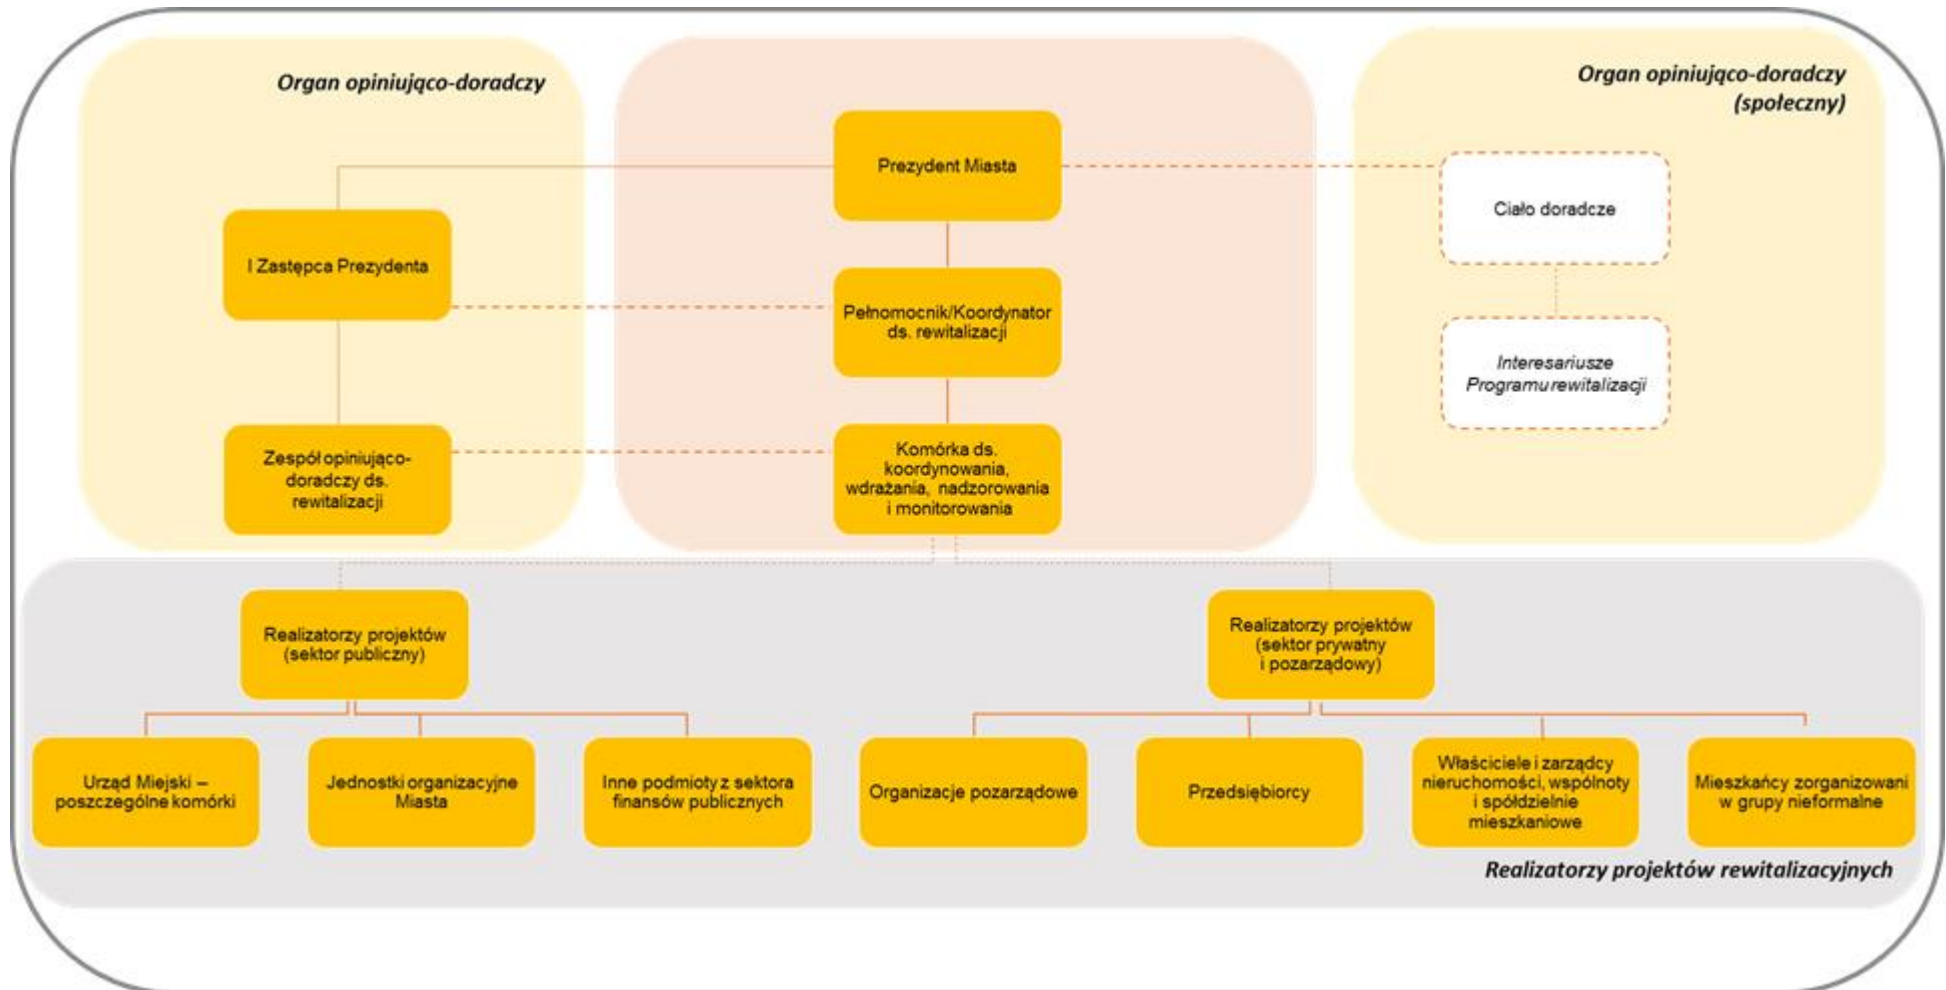 Organ opiniująco-doradczy
Organ opiniująco-doradczy
(społeczny)
Prezydent Miasta
Ciało doradcze
I Zastępca Prezydenta
Pełnomocnik/Koordynator
ds. rewitalizacji
Interesariusze
Programu rewitalizacji
Zespół opiniująco-
doradczy ds.
rewitalizacji
Komórka ds.
koordynowania,
wdrażania, nadzorowania
i monitorowania
Realizatorzy projektów
(sektor publiczny)
Realizatorzy projektów
(sektor prywatny
i pozarządowy)
Urząd Miejski –
poszczególne komórki
Jednostki organizacyjne
Miasta
Inne podmioty z sektora
finansów publicznych
Organizacje pozarządowe
Przedsiębiorcy
Właściciele i zarządcy
nieruchomości, wspólnoty
i spółdzielnie
mieszkaniowe
Mieszkańcy zorganizowani
w grupy nieformalne
Realizatorzy projektów rewitalizacyjnych